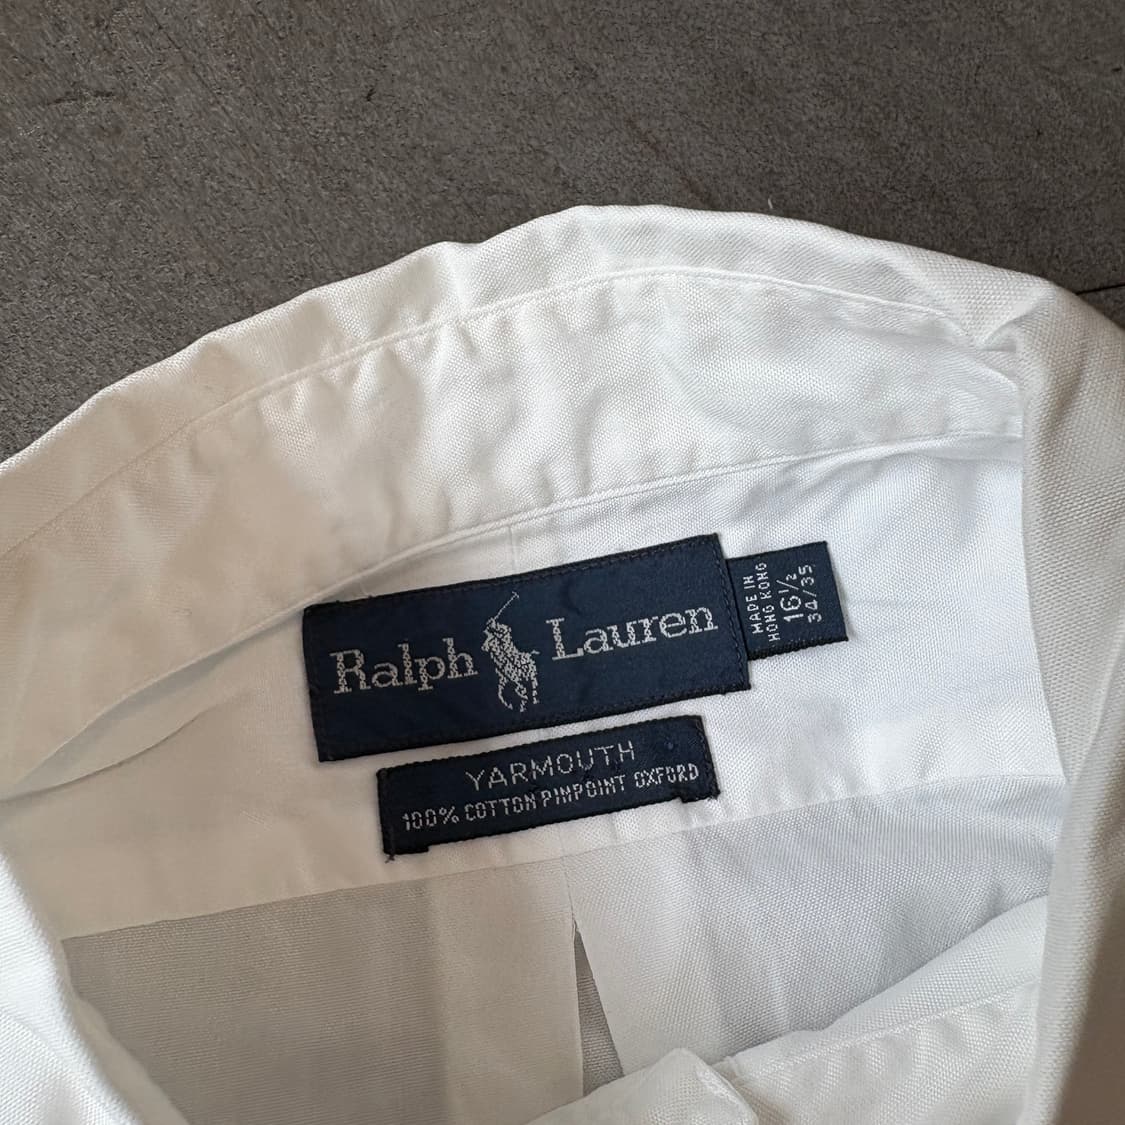 Ralph Lauren
MADE IN
HONG KONG
16½
34/35
YARMOUTH
100% COTTON PINPOINT OXFORD